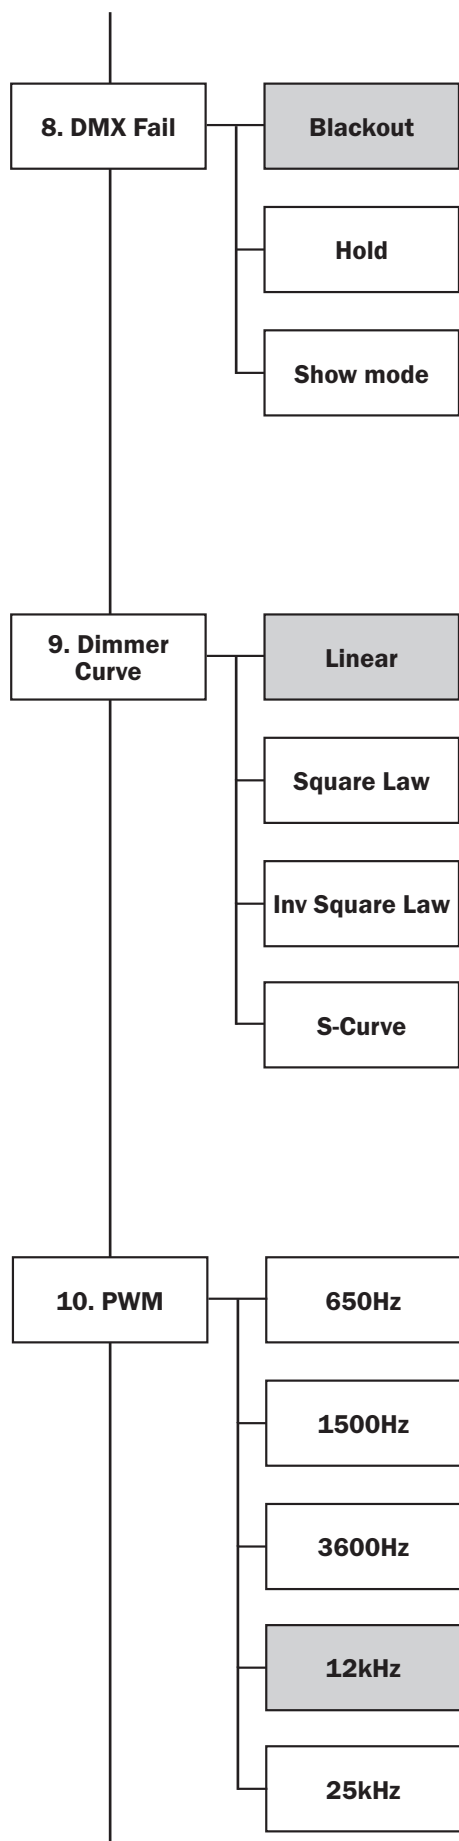 8. DMX Fail
Blackout
Hold
Show mode
9. Dimmer
Curve
Linear
Square Law
Inv Square Law
S-Curve
10. PWM
650Hz
1500Hz
3600Hz
12kHz
25kHz